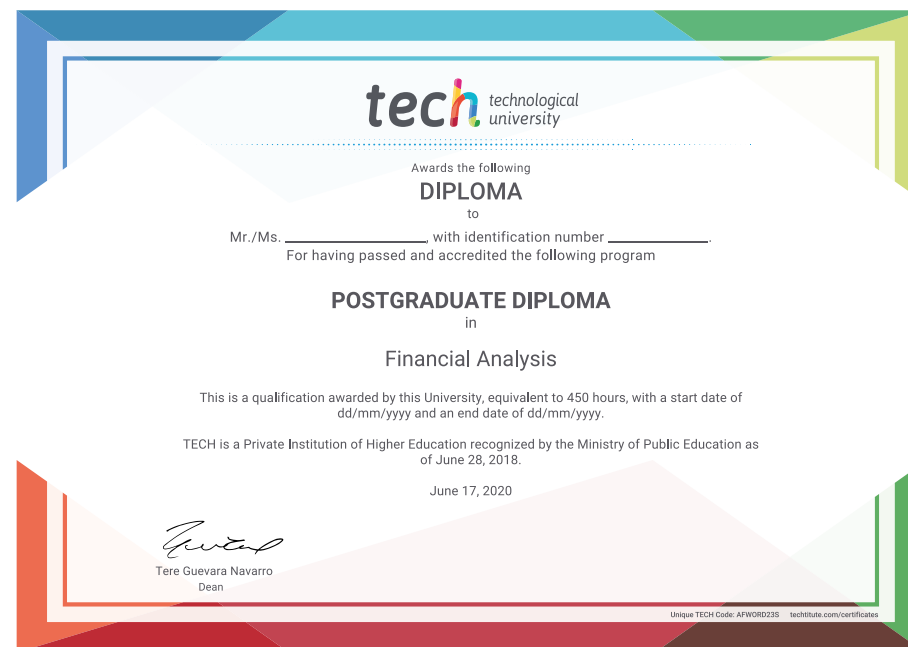 tech technological
university
Awards the following
DIPLOMA
to
Mr./Ms. ____________________, with identification number ______________.
For having passed and accredited the following program
POSTGRADUATE DIPLOMA
in
Financial Analysis
This is a qualification awarded by this University, equivalent to 450 hours, with a start date of
dd/mm/yyyy and an end date of dd/mm/yyyy.
TECH is a Private Institution of Higher Education recognized by the Ministry of Public Education as
of June 28, 2018.
June 17, 2020
Tere Guevara Navarro
Dean
Unique TECH Code: AFWORD23S techtitute.com/certificates